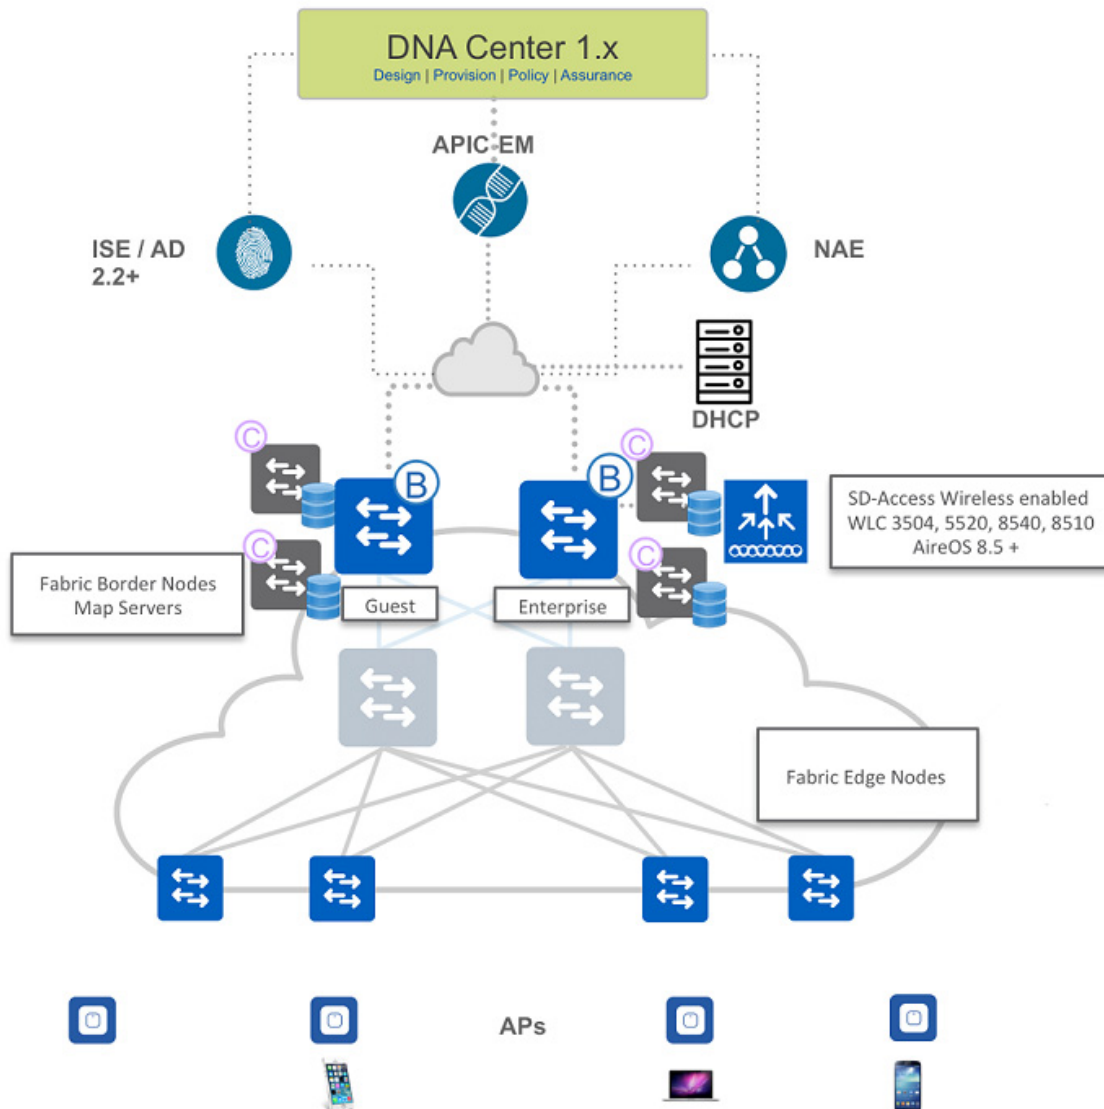 DNA Center 1.x
Design | Provision | Policy | Assurance
APIC-EM
ISE / AD
2.2+
NAE
DHCP
C
B
C
B
SD-Access Wireless enabled
WLC 3504, 5520, 8540, 8510
AireOS 8.5 +
C
C
Fabric Border Nodes
Map Servers
Guest
Enterprise
Fabric Edge Nodes
APs